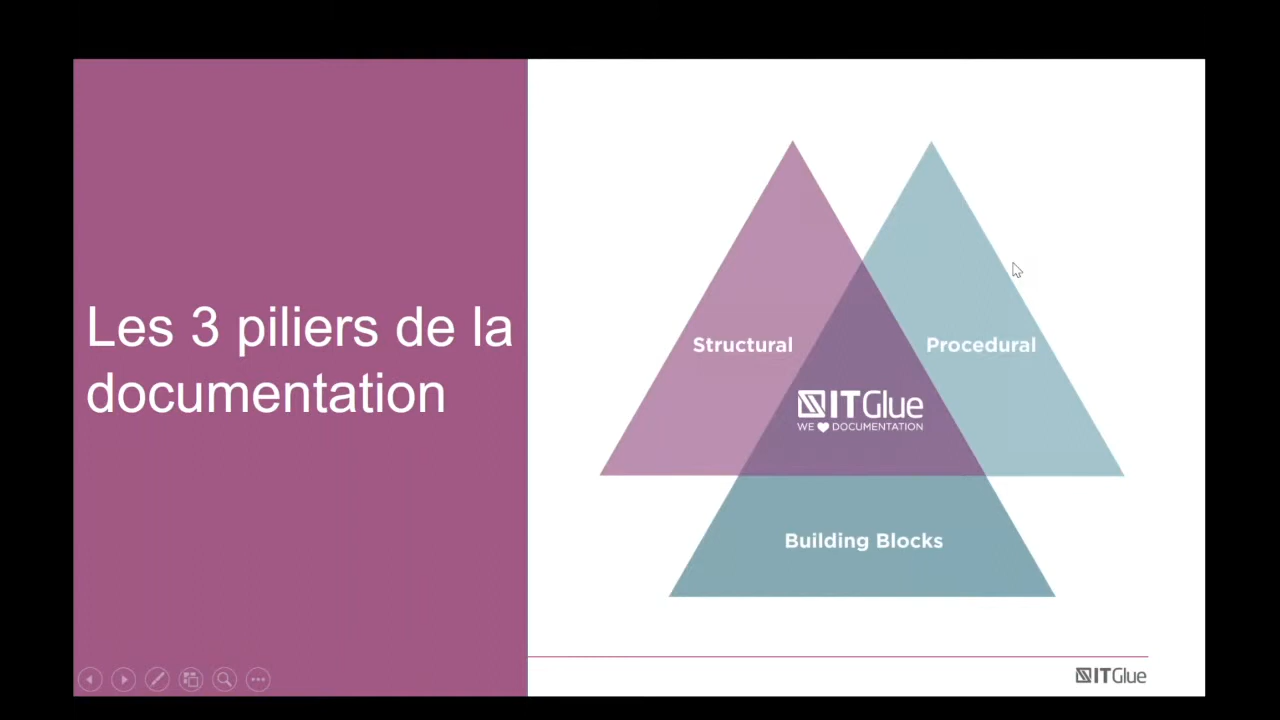 Les 3 piliers de la
documentation
Structural
Procedural
ITGlue
WE ♥ DOCUMENTATION
Building Blocks
ITGlue